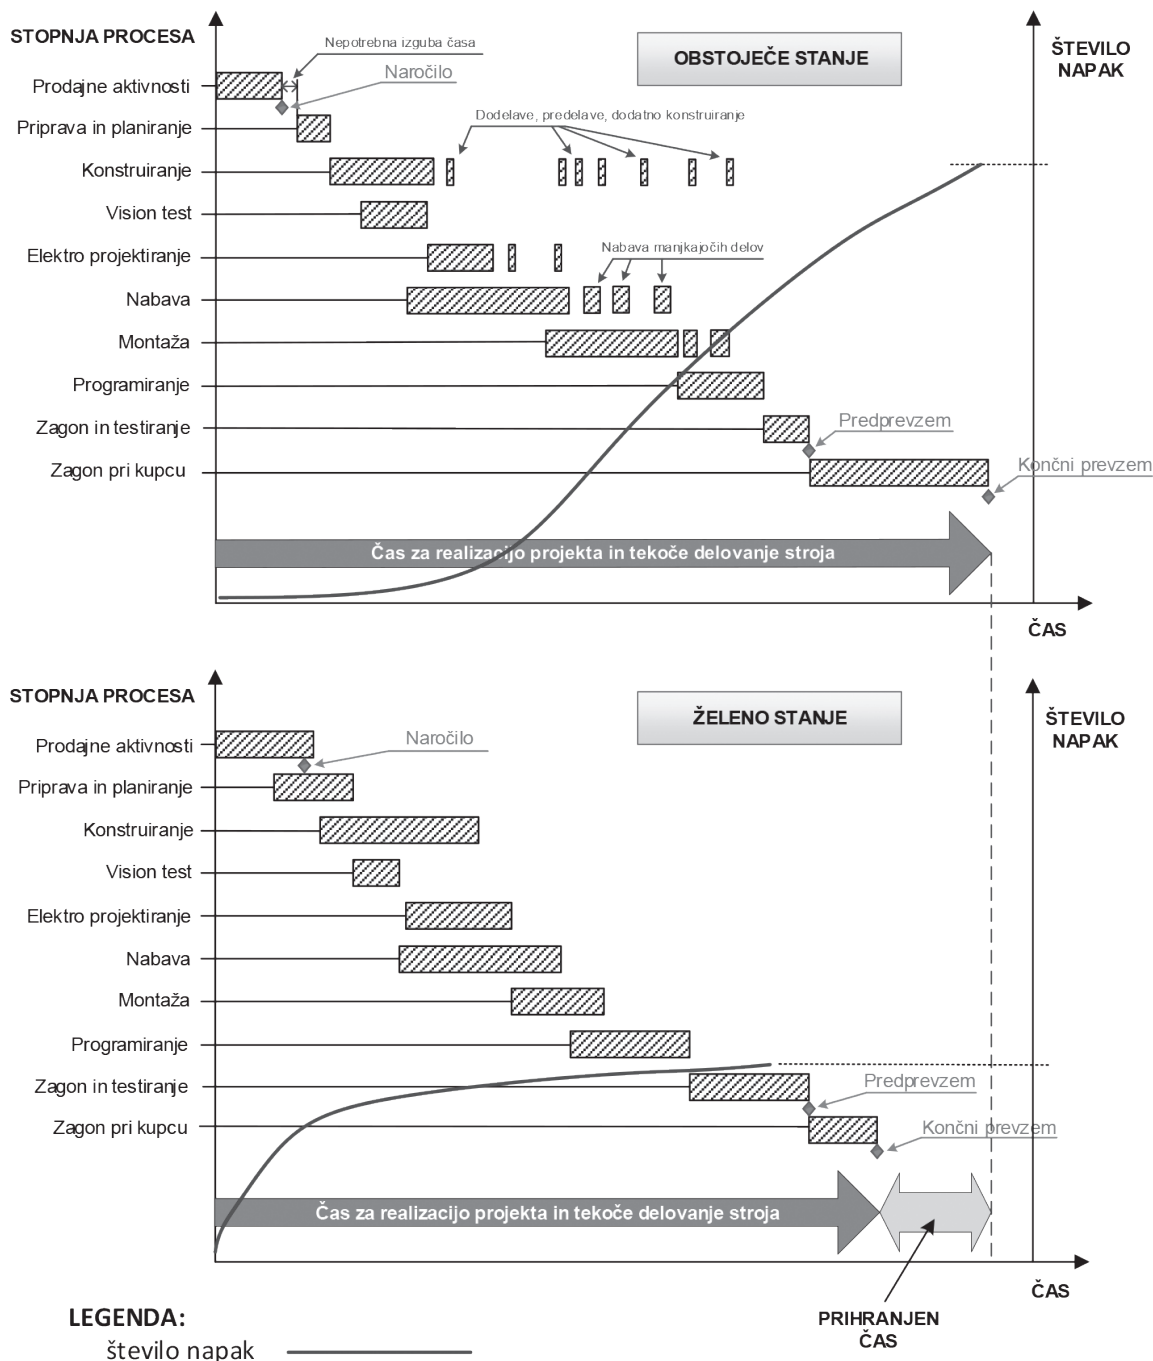 STOPNJA PROCESA
Nepotrebna izguba časa
OBSTOJEČE STANJE
ŠTEVILO
NAPAK
Prodajne aktivnosti
Naročilo
Priprava in planiranje
Dodelave, predelave, dodatno konstruiranje
Konstruiranje
Vision test
Elektro projektiranje
Nabava manjkajočih delov
Nabava
Montaža
Programiranje
Zagon in testiranje
Predprevzem
Zagon pri kupcu
Končni prevzem
Čas za realizacijo projekta in tekoče delovanje stroja
ČAS
STOPNJA PROCESA
ŽELENO STANJE
ŠTEVILO
NAPAK
Prodajne aktivnosti
Naročilo
Priprava in planiranje
Konstruiranje
Vision test
Elektro projektiranje
Nabava
Montaža
Programiranje
Zagon in testiranje
Predprevzem
Zagon pri kupcu
Končni prevzem
Čas za realizacijo projekta in tekoče delovanje stroja
ČAS
PRIHRANJEN
ČAS
LEGENDA:
število napak